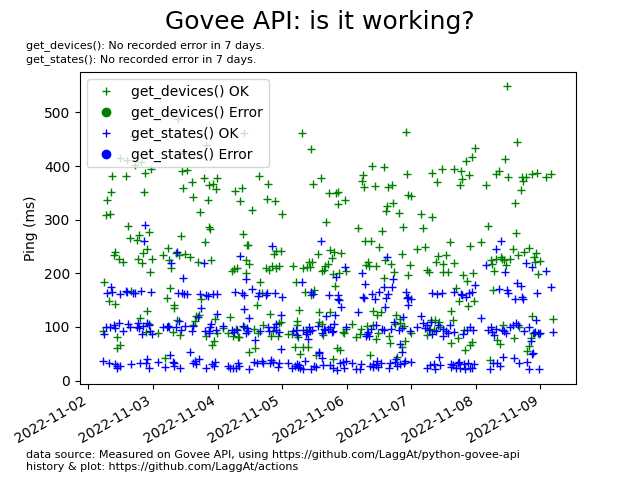 Govee API: is it working?
get_devices(): No recorded error in 7 days.
get_states(): No recorded error in 7 days.
get_devices() OK
get_devices() Error
get_states() OK
get_states() Error
Ping (ms)
500
400
300
200
100
0
2022-11-02
2022-11-03
2022-11-04
2022-11-05
2022-11-06
2022-11-07
2022-11-08
2022-11-09
data source: Measured on Govee API, using https://github.com/LaggAt/python-govee-api
history & plot: https://github.com/LaggAt/actions